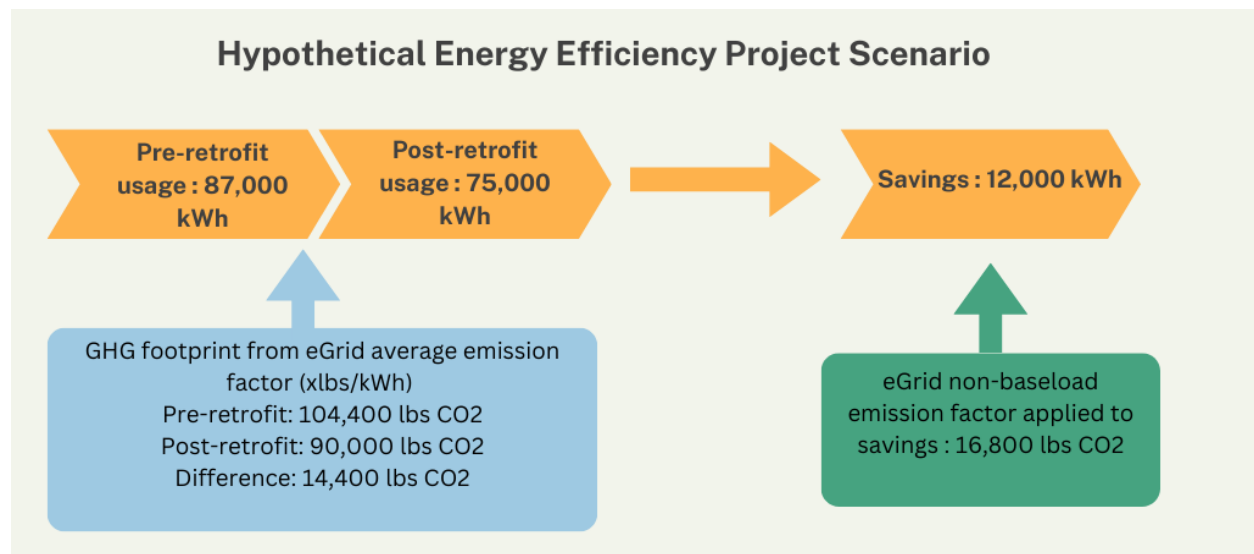 Hypothetical Energy Efficiency Project Scenario
Pre-retrofit
usage : 87,000
kWh
Post-retrofit
usage : 75,000
kWh
Savings : 12,000 kWh
GHG footprint from eGrid average emission
factor (xlbs/kWh)
Pre-retrofit: 104,400 lbs CO2
Post-retrofit: 90,000 lbs CO2
Difference: 14,400 lbs CO2
eGrid non-baseload
emission factor applied to
savings : 16,800 lbs CO2